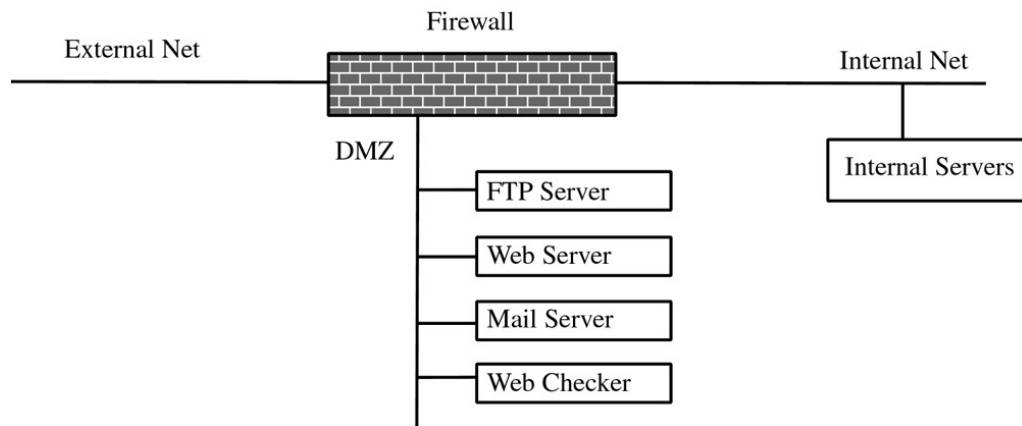 Firewall
External Net
Internal Net
DMZ
Internal Servers
FTP Server
Web Server
Mail Server
Web Checker